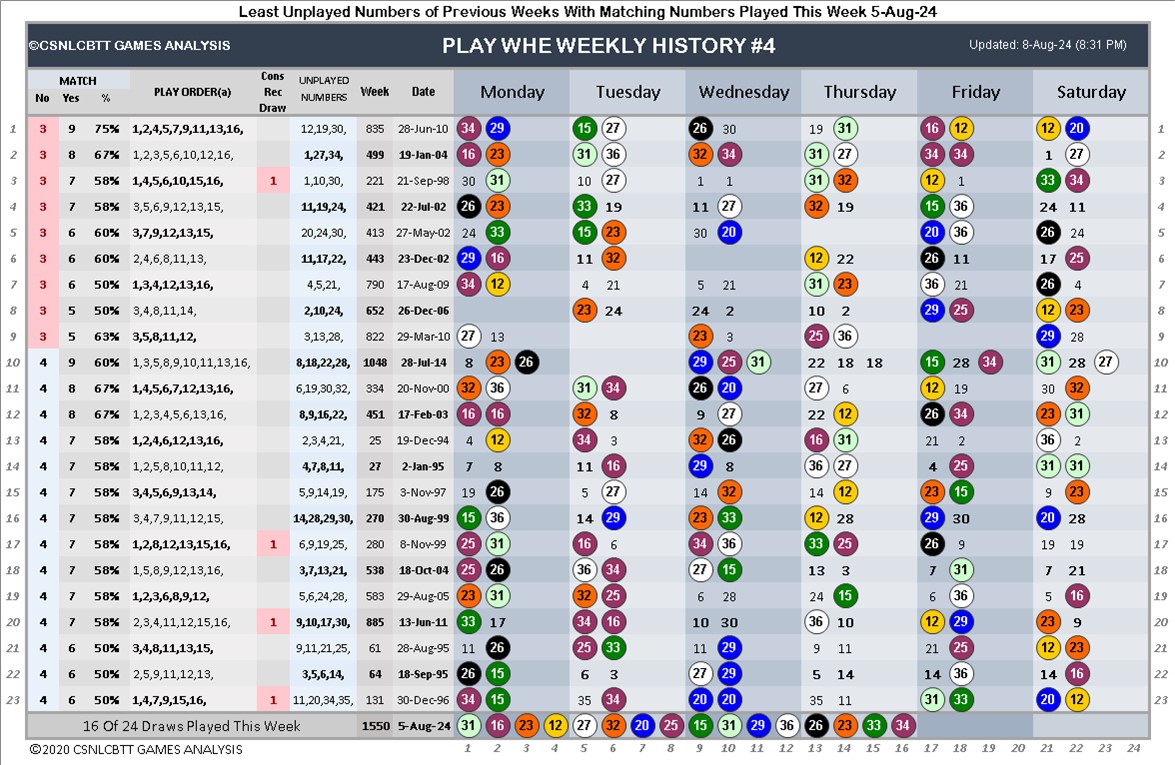 Least Unplayed Numbers of Previous Weeks With Matching Numbers Played This Week 5-Aug-24
©CSNLCBTT GAMES ANALYSIS PLAY WHE WEEKLY HISTORY #4 Updated: 8-Aug-24 (8:31 PM)
MATCH
No Yes % PLAY ORDER(a) Cons Rec Draw UNPLAYED NUMBERS Week Date Monday Tuesday Wednesday Thursday Friday Saturday
1 3 9 75% 1,2,4,5,7,9,11,13,16, 12,19,30, 835 28-Jun-10 34 29 15 27 26 30 19 31 16 12 12 20 1
2 3 8 67% 1,2,3,5,6,10,12,16, 1,27,34, 499 19-Jan-04 16 23 31 36 32 34 31 27 34 34 1 27 2
3 3 7 58% 1,4,5,6,10,15,16, 1 1,10,30, 221 21-Sep-98 30 31 10 27 1 1 31 32 12 1 33 34 3
4 3 7 58% 3,5,6,9,12,13,15, 11,19,24, 421 22-Jul-02 26 23 33 19 11 27 32 19 15 36 24 11 4
5 3 6 60% 3,7,9,12,13,15, 20,24,30, 413 27-May-02 24 33 15 23 30 20 20 36 26 24 5
6 3 6 60% 2,4,6,8,11,13, 11,17,22, 443 23-Dec-02 29 16 11 32 12 22 26 11 17 25 6
7 3 6 50% 1,3,4,12,13,16, 4,5,21, 790 17-Aug-09 34 12 4 21 5 21 31 23 36 21 26 4 7
8 3 5 50% 3,4,8,11,14, 2,10,24, 652 26-Dec-06 23 24 24 2 10 2 29 25 12 23 8
9 3 5 63% 3,5,8,11,12, 3,13,28, 822 29-Mar-10 27 13 23 3 25 36 29 28 9
10 4 9 60% 1,3,5,8,9,10,11,13,16, 8,18,22,28, 1048 28-Jul-14 8 23 26 29 25 31 22 18 18 15 28 34 31 28 27 10
11 4 8 67% 1,4,5,6,7,12,13,16, 6,19,30,32, 334 20-Nov-00 32 36 31 34 26 20 27 6 12 19 30 32 11
12 4 8 67% 1,2,3,4,5,6,13,16, 8,9,16,22, 451 17-Feb-03 16 16 32 8 9 27 22 12 26 34 23 31 12
13 4 7 58% 1,2,4,6,12,13,16, 2,3,4,21, 25 19-Dec-94 4 12 34 3 32 26 16 31 21 2 36 2 13
14 4 7 58% 1,2,5,8,10,11,12, 4,7,8,11, 27 2-Jan-95 7 8 11 16 29 8 36 27 4 25 31 31 14
15 4 7 58% 3,4,5,6,9,13,14, 5,9,14,19, 175 3-Nov-97 19 26 5 27 14 32 14 12 23 15 9 23 15
16 4 7 58% 3,4,7,9,11,12,15, 14,28,29,30, 270 30-Aug-99 15 36 14 29 23 33 12 28 29 30 20 28 16
17 4 7 58% 1,2,8,12,13,15,16, 1 6,9,19,25, 280 8-Nov-99 25 31 16 6 34 36 33 25 26 9 19 19 17
18 4 7 58% 1,5,8,9,12,13,16, 3,7,13,21, 538 18-Oct-04 25 26 36 34 27 15 13 3 7 31 7 21 18
19 4 7 58% 1,2,3,6,8,9,12, 5,6,24,28, 583 29-Aug-05 23 31 32 25 6 28 24 15 6 36 5 16 19
20 4 7 58% 2,3,4,11,12,15,16, 1 9,10,17,30, 885 13-Jun-11 33 17 34 16 10 30 36 10 12 29 23 9 20
21 4 6 50% 3,4,8,11,13,15, 9,11,21,25, 61 28-Aug-95 11 26 25 33 11 29 9 11 21 25 12 23 21
22 4 6 50% 2,5,9,11,12,13, 3,5,6,14, 64 18-Sep-95 26 15 6 3 27 29 5 14 14 36 14 16 22
23 4 6 50% 1,4,7,9,15,16, 1 11,20,34,35, 131 30-Dec-96 34 15 35 34 20 20 35 11 31 33 20 12 23
16 Of 24 Draws Played This Week 1550 5-Aug-24 31 16 23 12 27 32 20 25 15 31 29 36 26 23 33 34
©2020 CSNLCBTT GAMES ANALYSIS 1 2 3 4 5 6 7 8 9 10 11 12 13 14 15 16 17 18 19 20 21 22 23 24